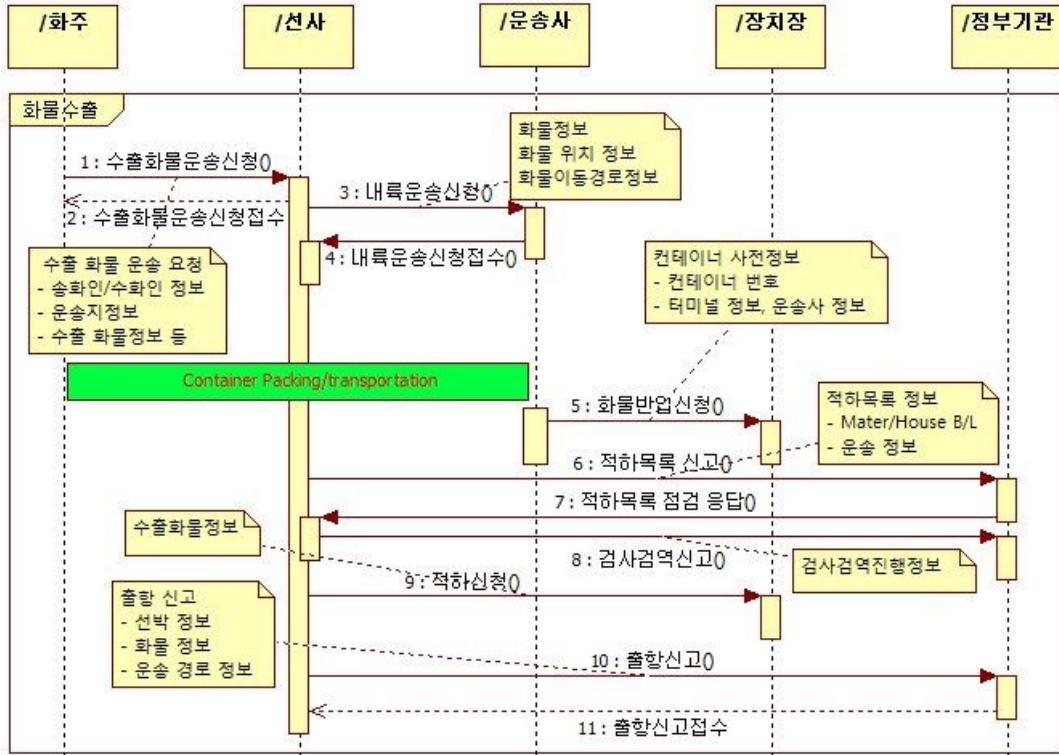 /화주
/선사
/운송사
/장치장
/정부기관
화물수출
화물정보
화물 위치 정보
화물이동경로정보
1 : 수출화물운송신청()
3 : 내륙운송신청()
2 : 수출화물운송신청접수
4 : 내륙운송신청접수()
수출 화물 운송 요청
- 송화인/수화인 정보
- 운송지정보
- 수출 화물정보 등
컨테이너 사전정보
- 컨테이너 번호
- 터미널 정보, 운송사 정보
Container Packing/transportation
5 : 화물반업신청()
적하목록 정보
- Mater/House B/L
- 운송 정보
6 : 적하목록 신고()
7 : 적하목록 점검 응답()
수출화물정보
8 : 검사검역신고()
검사검역진행정보
9 : 적하신청()
출항 신고
- 선박 정보
- 화물 정보
- 운송 경로 정보
10 : 출항신고()
11 : 출항신고접수